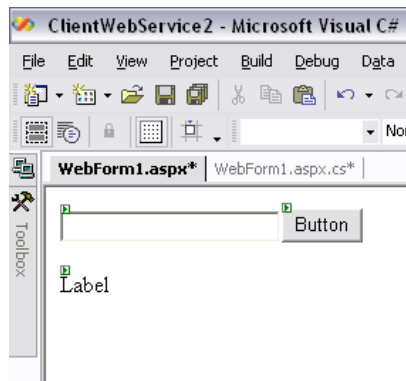 ClientWebService2 - Microsoft Visual C#
File Edit View Project Build Debug Data
WebForm1.aspx* WebForm1.aspx.cs*
Toolbox
Button
Label